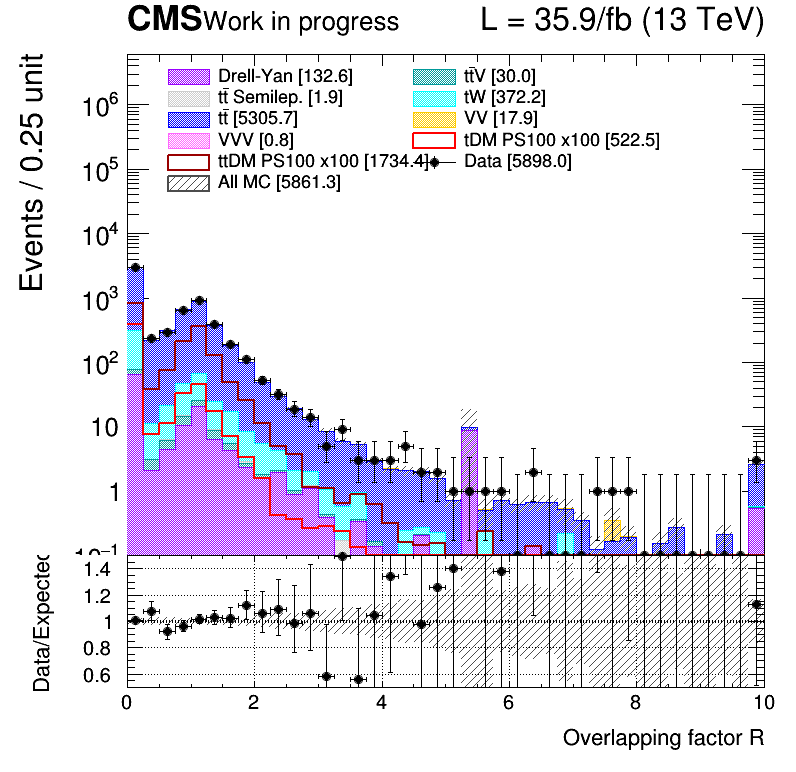 CMS Work in progress L = 35.9/fb (13 TeV)
Drell-Yan [132.6] tt̄V [30.0]
tt̄ Semilep. [1.9] tW [372.2]
tt̄ [5305.7] VV [17.9]
VVV [0.8] tDM PS100 x100 [522.5]
ttDM PS100 x100 [1734.4] Data [5898.0]
All MC [5861.3]
Events / 0.25 unit
10⁶
10⁵
10⁴
10³
10²
10
1
10⁻¹
Data/Expected
1.4
1.2
1
0.8
0.6
0 2 4 6 8 10
Overlapping factor R